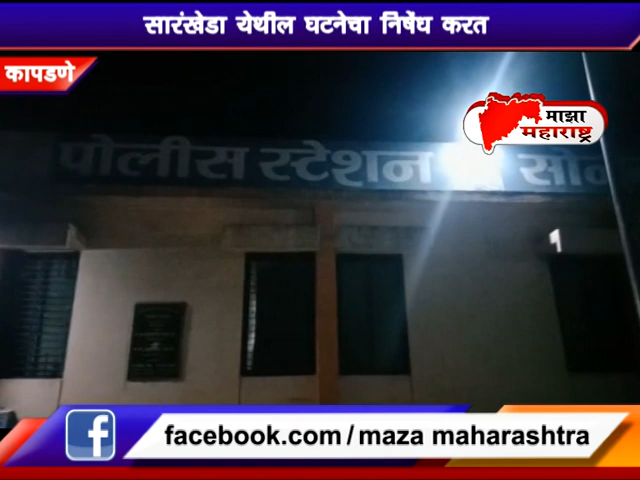 सारंखेडा येथील घटनेचा निषेध करत
कापडणे
माझा
महाराष्ट्र
पोलीस स्टेशन
facebook.com/maza maharashtra